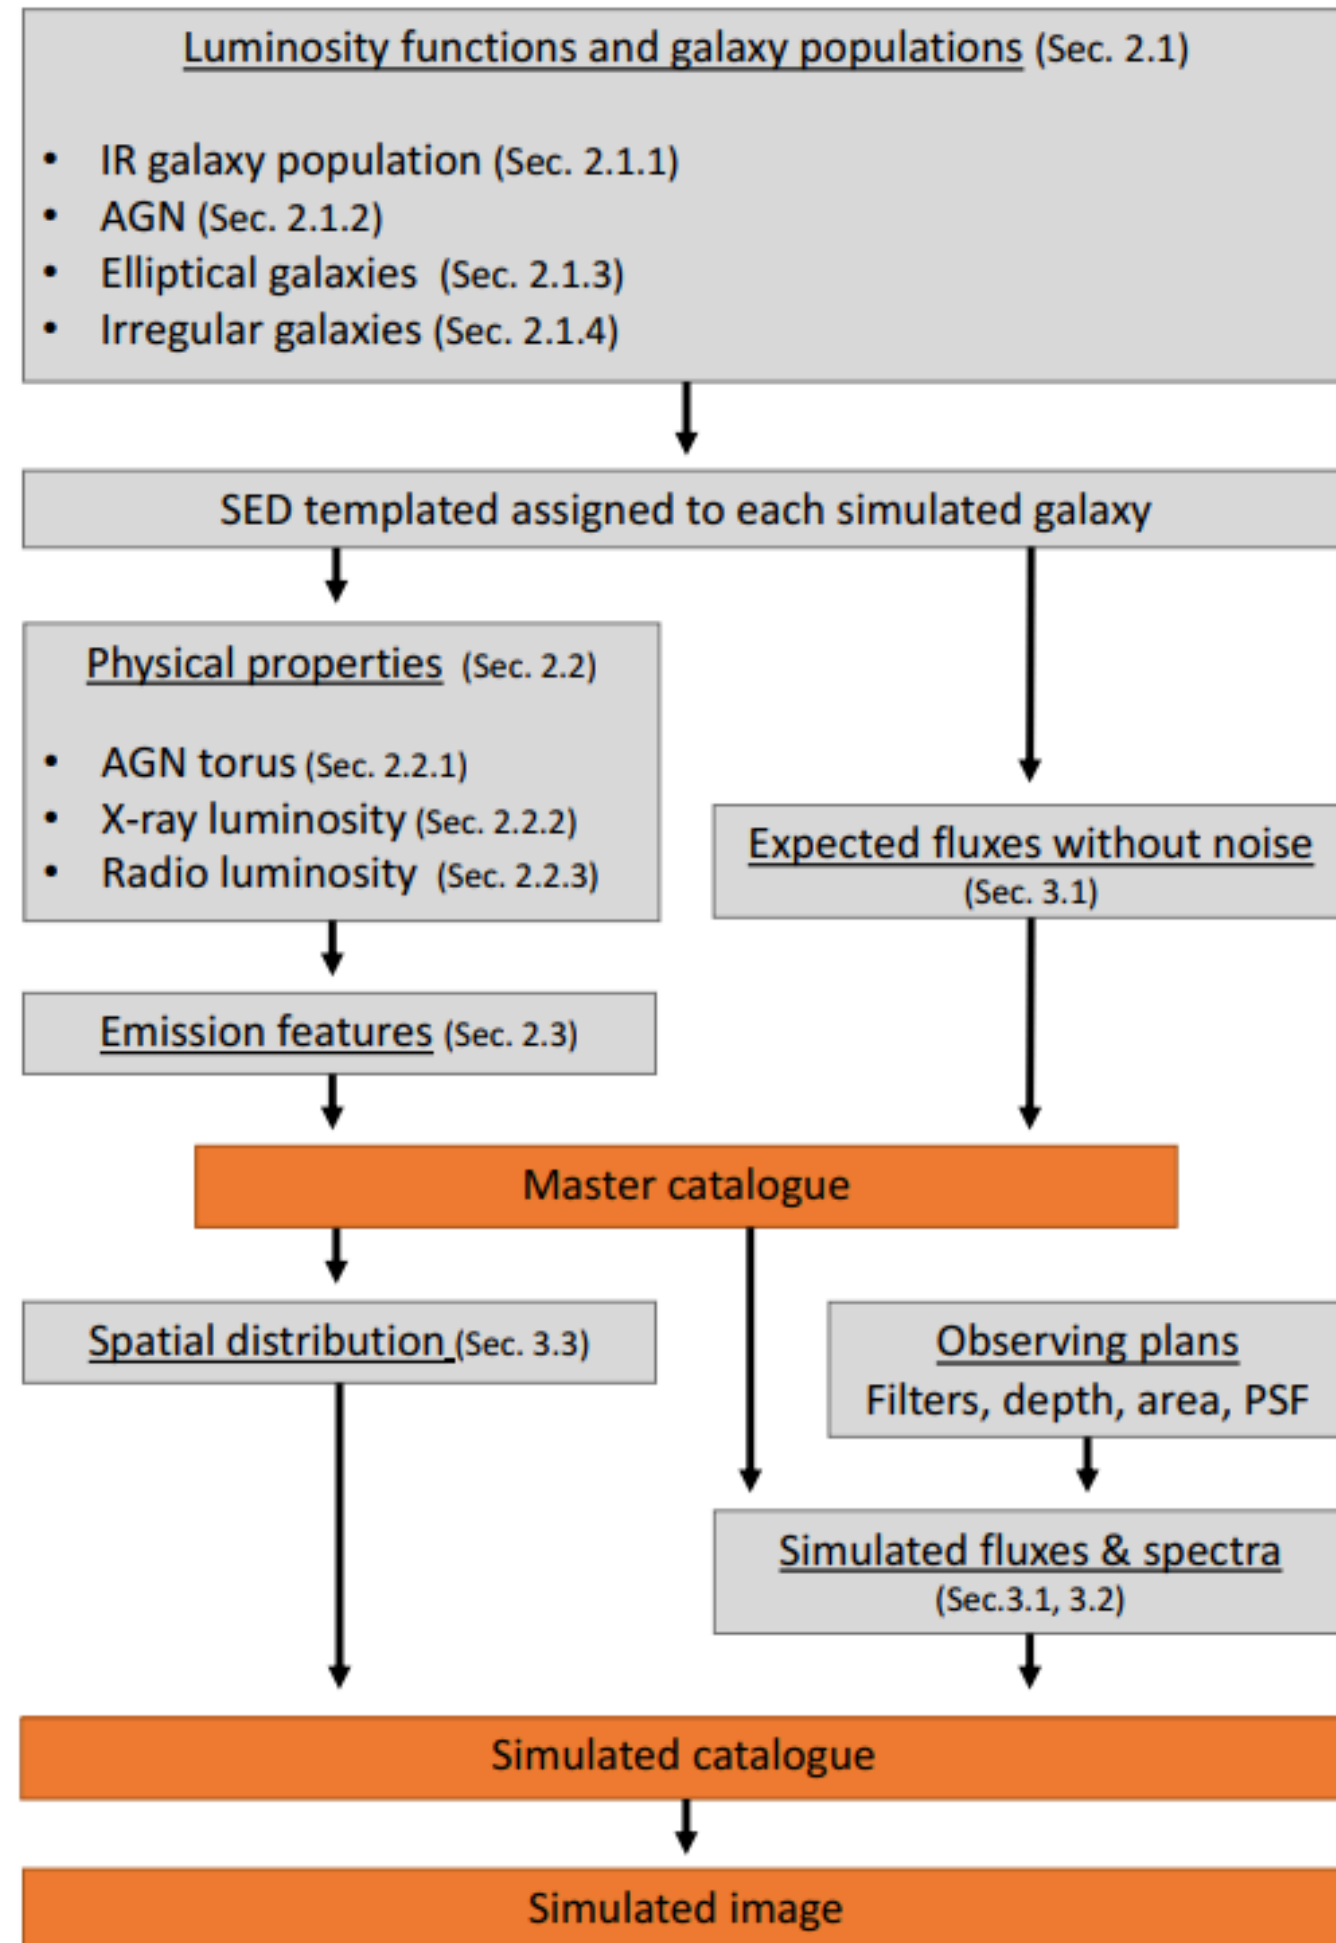 Luminosity functions and galaxy populations (Sec. 2.1)
• IR galaxy population (Sec. 2.1.1)
• AGN (Sec. 2.1.2)
• Elliptical galaxies (Sec. 2.1.3)
• Irregular galaxies (Sec. 2.1.4)
SED templated assigned to each simulated galaxy
Physical properties (Sec. 2.2)
• AGN torus (Sec. 2.2.1)
• X-ray luminosity (Sec. 2.2.2)
• Radio luminosity (Sec. 2.2.3)
Expected fluxes without noise
(Sec. 3.1)
Emission features (Sec. 2.3)
Master catalogue
Spatial distribution (Sec. 3.3)
Observing plans
Filters, depth, area, PSF
Simulated fluxes & spectra
(Sec.3.1, 3.2)
Simulated catalogue
Simulated image